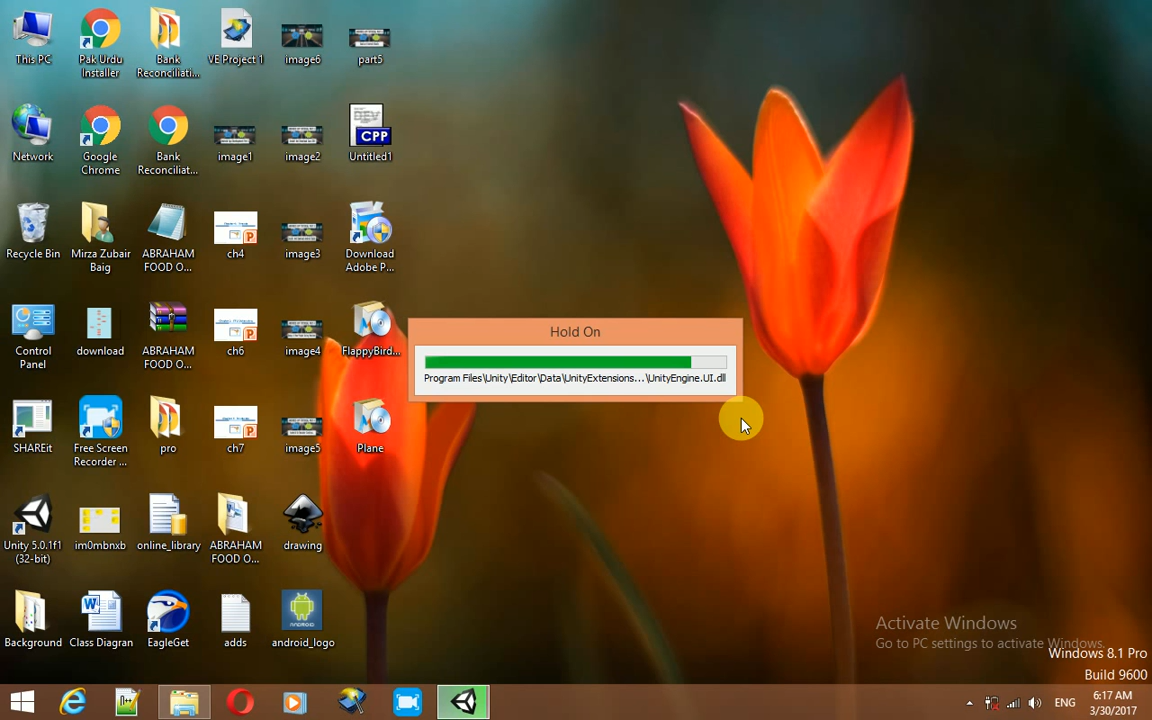 This PC
Pak Urdu
Installer
Bank
Reconciliati...
VE Project 1
image6
part5
Network
Google
Chrome
Bank
Reconciliat...
image1
image2
DEV
CPP
Untitled1
Recycle Bin
Mirza Zubair
Baig
ABRAHAM
FOOD O...
ch4
image3
Download
Adobe P...
Control
Panel
download
ABRAHAM
FOOD O...
ch6
image4
FlappyBird...
Hold On
Program Files\Unity\Editor\Data\UnityExtensions...\UnityEngine.UI.dll
SHAREit
Free Screen
Recorder ...
pro
ch7
image5
Plane
Unity 5.0.1f1
(32-bit)
im0mbnxb
online_library
ABRAHAM
FOOD O...
drawing
Background
Class Diagran
EagleGet
adds
android_logo
Activate Windows
Go to PC settings to activate Windows.
Windows 8.1 Pro
Build 9600
ENG
6:17 AM
3/30/2017